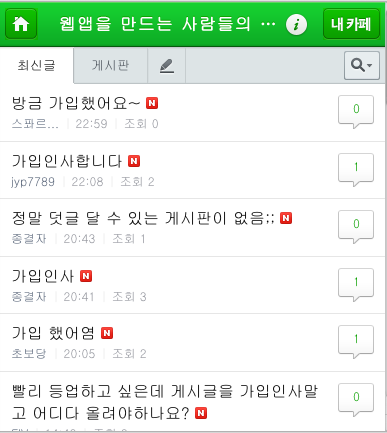 웹앱을 만드는 사람들의 ... 내 카페
최신글 게시판
방금 가입했어요~ N
스파르... 22:59 조회 0
0
가입인사합니다 N
jyp7789 22:08 조회 2
1
정말 덧글 달 수 있는 게시판이 없음;; N
종결자 20:43 조회 1
0
가입인사 N
종결자 20:41 조회 3
1
가입 했어염 N
초보당 20:05 조회 2
1
빨리 등업하고 싶은데 게시글을 가입인사말
고 어디다 올려야하나요? N
0